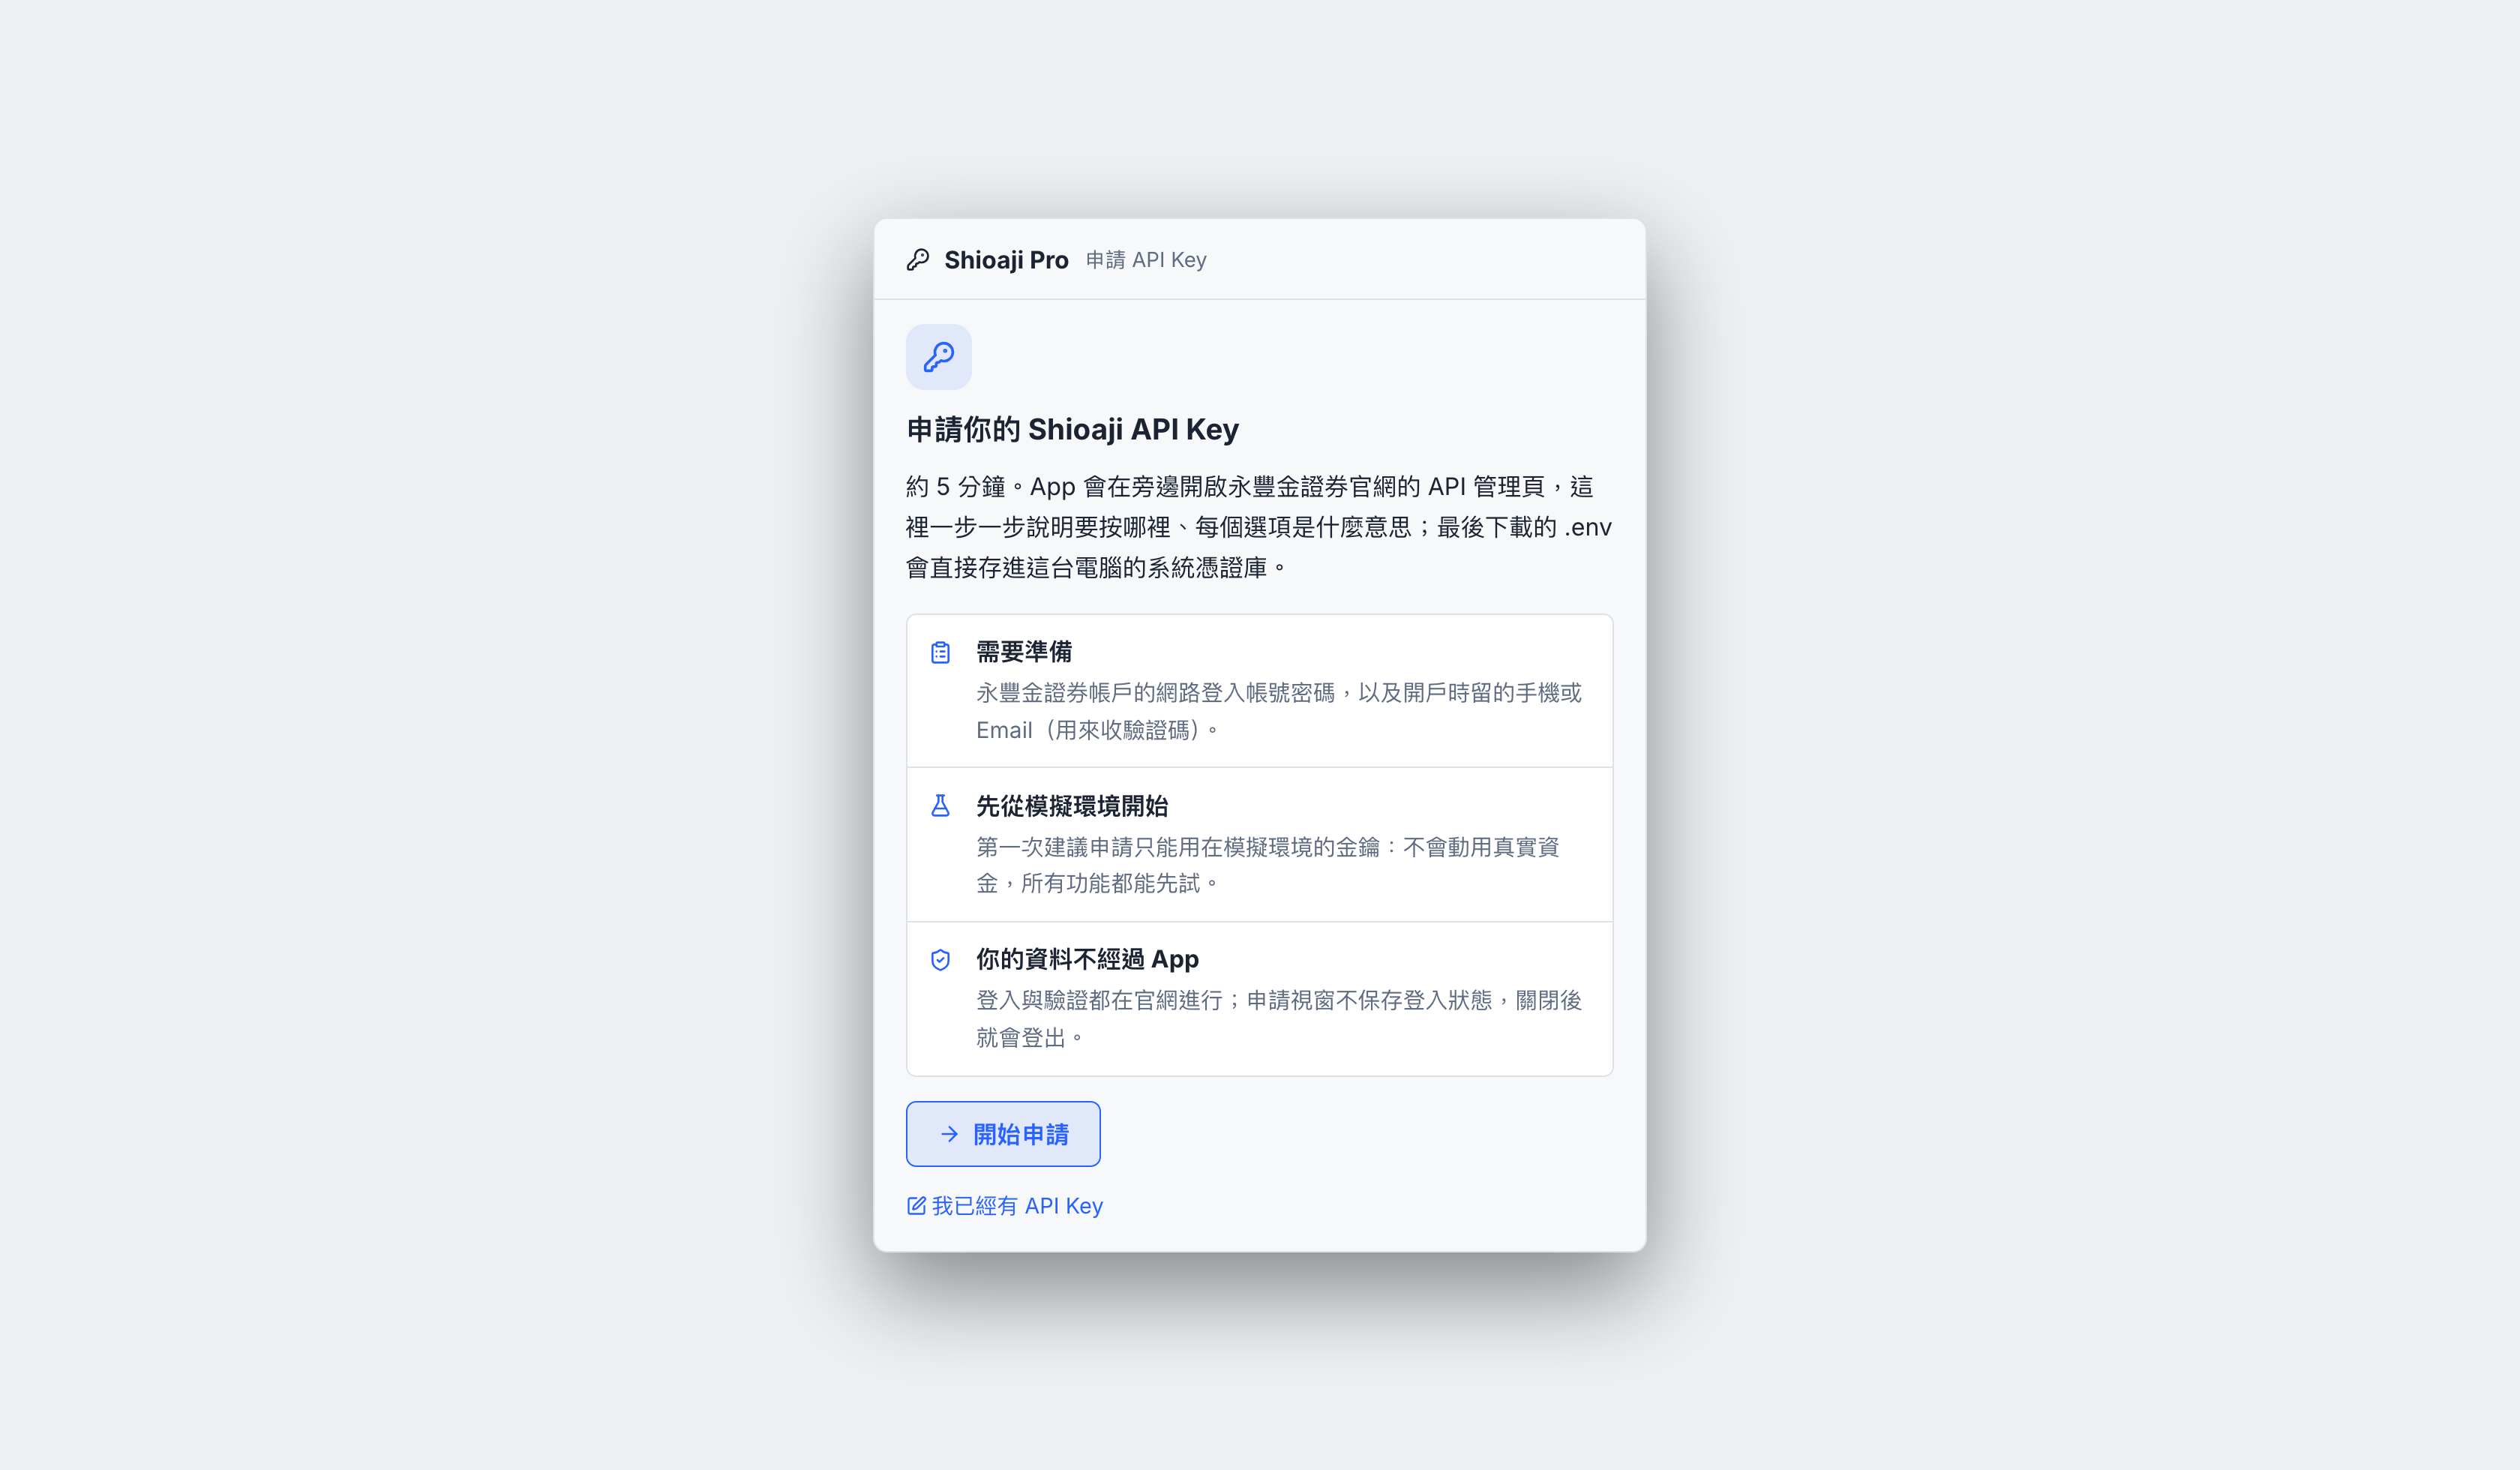 Shioaji Pro 申請 API Key
申請你的 Shioaji API Key
約 5 分鐘。App 會在旁邊開啟永豐金證券官網的 API 管理頁，這
裡一步一步說明要按哪裡、每個選項是什麼意思；最後下載的 .env
會直接存進這台電腦的系統憑證庫。
需要準備
永豐金證券帳戶的網路登入帳號密碼，以及開戶時留的手機或
Email（用來收驗證碼）。
先從模擬環境開始
第一次建議申請只能用在模擬環境的金鑰：不會動用真實資
金，所有功能都能先試。
你的資料不經過 App
登入與驗證都在官網進行；申請視窗不保存登入狀態，關閉後
就會登出。
開始申請
我已經有 API Key